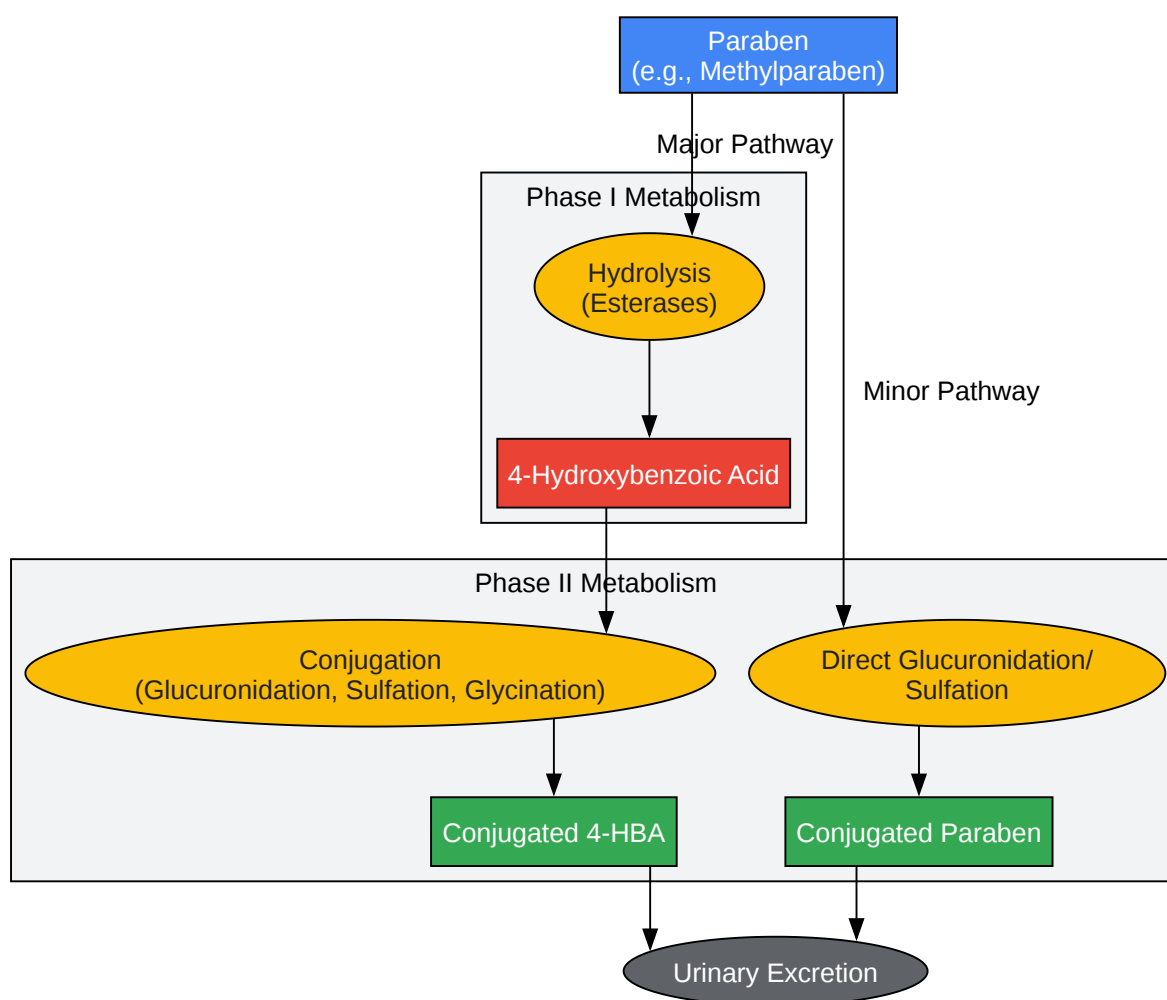 Paraben
(e.g., Methylparaben)
Major Pathway
Phase I Metabolism
Hydrolysis
(Esterases)
Minor Pathway
4-Hydroxybenzoic Acid
Phase II Metabolism
Conjugation
(Glucuronidation, Sulfation, Glycination)
Direct Glucuronidation/
Sulfation
Conjugated 4-HBA
Conjugated Paraben
Urinary Excretion